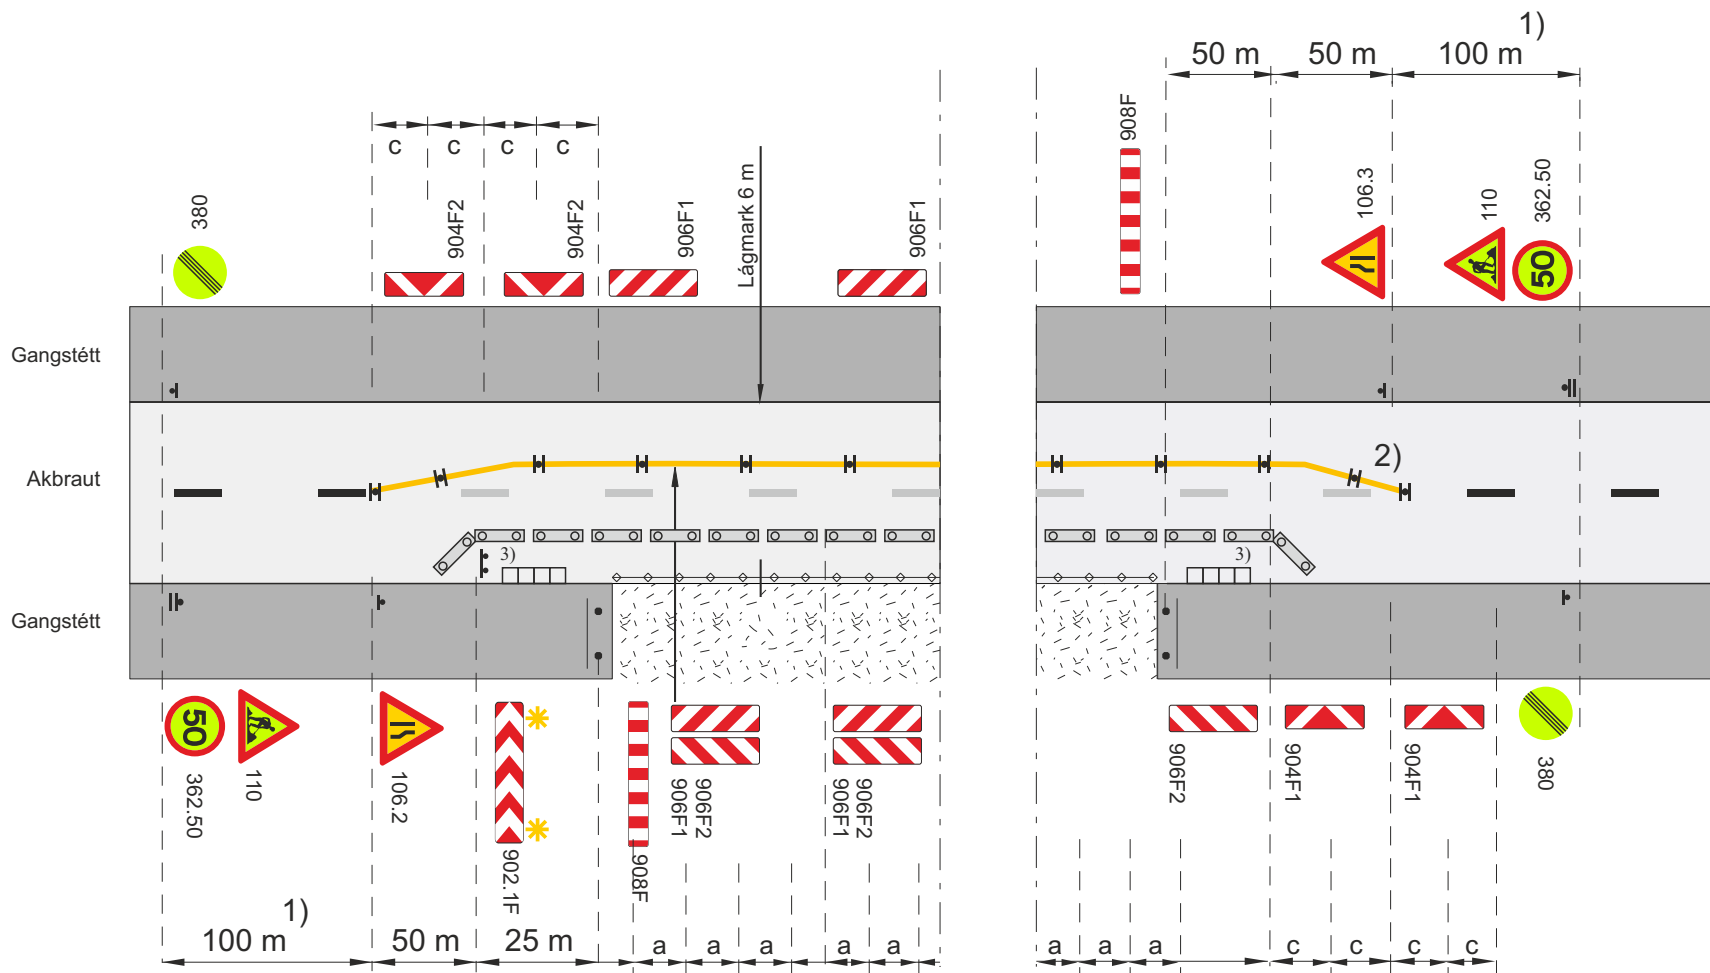 1)
50 m
50 m
100 m
c
c
c
c
380
904F2
904F2
906F1
Lágmark 6 m
906F1
908F
106.3
110
362.50
50
Gangstétt
Akbraut
2)
3)
3)
Gangstétt
50
362.50
110
106.2
902.1F
908F
906F1
906F2
906F1
906F2
906F2
904F1
904F1
380
1)
100 m
50 m
25 m
a
a
a
a
a
a
a
a
c
c
c
c